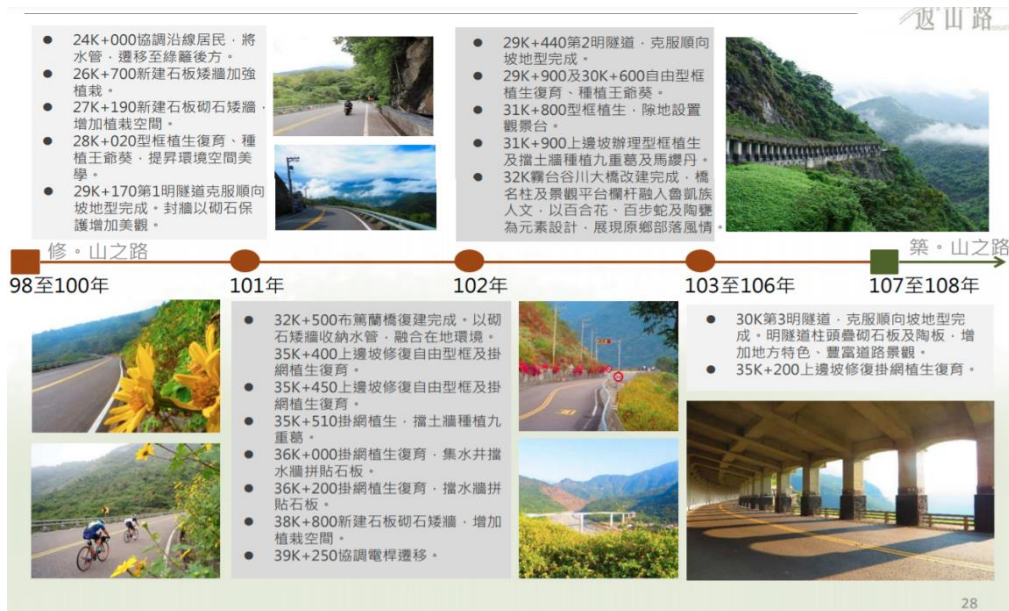 返山路
24K+000協調沿線居民,將
水管,遷移至綠籬後方。
26K+700新建石板矮牆加強
植栽。
27K+190新建石板砌石矮牆,
增加植栽空間。
28K+020型框植生復育、種
植王爺葵,提昇環境空間美
學。
29K+170第1明隧道克服順向
坡地型完成。封牆以砌石保
護增加美觀。
29K+440第2明隧道,克服順向
坡地型完成。
29K+900及30K+600自由型框
植生復育、種植王爺葵。
31K+800型框植生,隙地設置
觀景台。
31K+900上邊坡辦理型框植生
及擋土牆種植九重葛及馬纓丹。
32K霧台谷川大橋改建完成,橋
名柱及景觀平台欄杆融入魯凱族
人文,以百合花、百步蛇及陶甕
為元素設計,展現原鄉部落風情。
修。山之路
築。山之路
98至100年
101年
102年
103至106年
107至108年
32K+500布篤蘭橋復建完成。以砌
石矮牆收納水管,融合在地環境。
35K+400上邊坡修復自由型框及掛
網植生復育。
35K+450上邊坡修復自由型框及掛
網植生復育。
35K+510掛網植生,擋土牆種植九
重葛。
36K+000掛網植生復育,集水井擋
水牆拼貼石板。
36K+200掛網植生復育,擋水牆拼
貼石板。
38K+800新建石板砌石矮牆,增加
植栽空間。
39K+250協調電桿遷移。
30K第3明隧道,克服順向坡地型完
成。明隧道柱頭疊砌石板及陶板,增
加地方特色、豐富道路景觀。
35K+200上邊坡修復掛網植生復育。
28